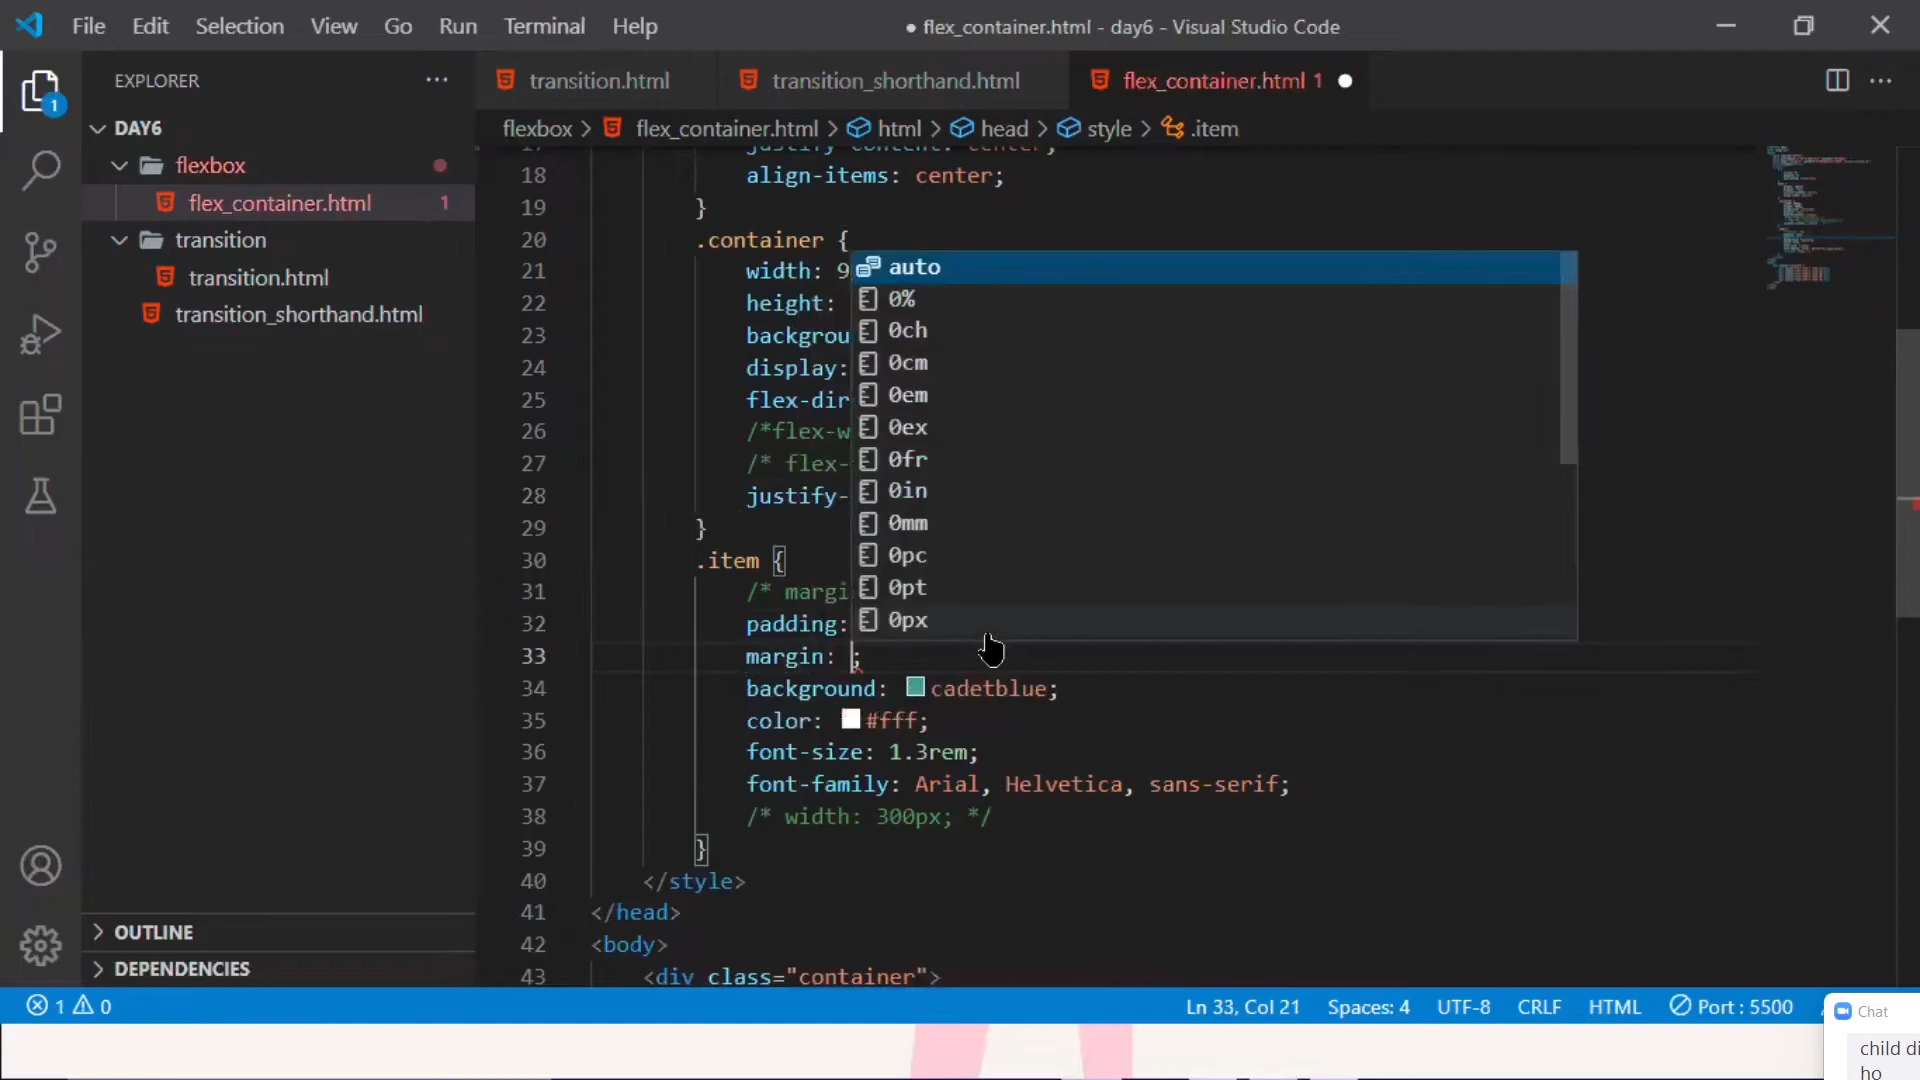 File Edit Selection View Go Run Terminal Help
● flex_container.html - day6 - Visual Studio Code
EXPLORER
transition.html
transition_shorthand.html
flex_container.html 1
DAY6
flexbox > flex_container.html > html > head > style > .item
flexbox
flex_container.html 1
transition
transition.html
transition_shorthand.html
1
17 justify-content: center;
18 align-items: center;
19 }
20 .container {
21 width: 9
22 height:
23 backgrou
24 display:
25 flex-dir
26 /*flex-w
27 /* flex-
28 justify-
29 }
30 .item {
31 /* margi
32 padding:
33 margin: ;
34 background: cadetblue;
35 color: #fff;
36 font-size: 1.3rem;
37 font-family: Arial, Helvetica, sans-serif;
38 /* width: 300px; */
39 }
40 </style>
41 </head>
42 <body>
43 <div class="container">
auto
0%
0ch
0cm
0em
0ex
0fr
0in
0mm
0pc
0pt
0px
OUTLINE
DEPENDENCIES
1 0
Ln 33, Col 21 Spaces: 4 UTF-8 CRLF HTML Port : 5500
Chat
child di
ho